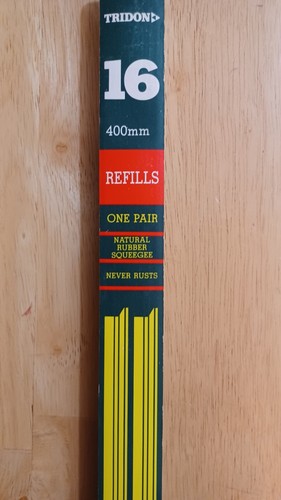 TRIDON
16
400mm
REFILLS
ONE PAIR
NATURAL
RUBBER
SQUEEGEE
NEVER RUSTS